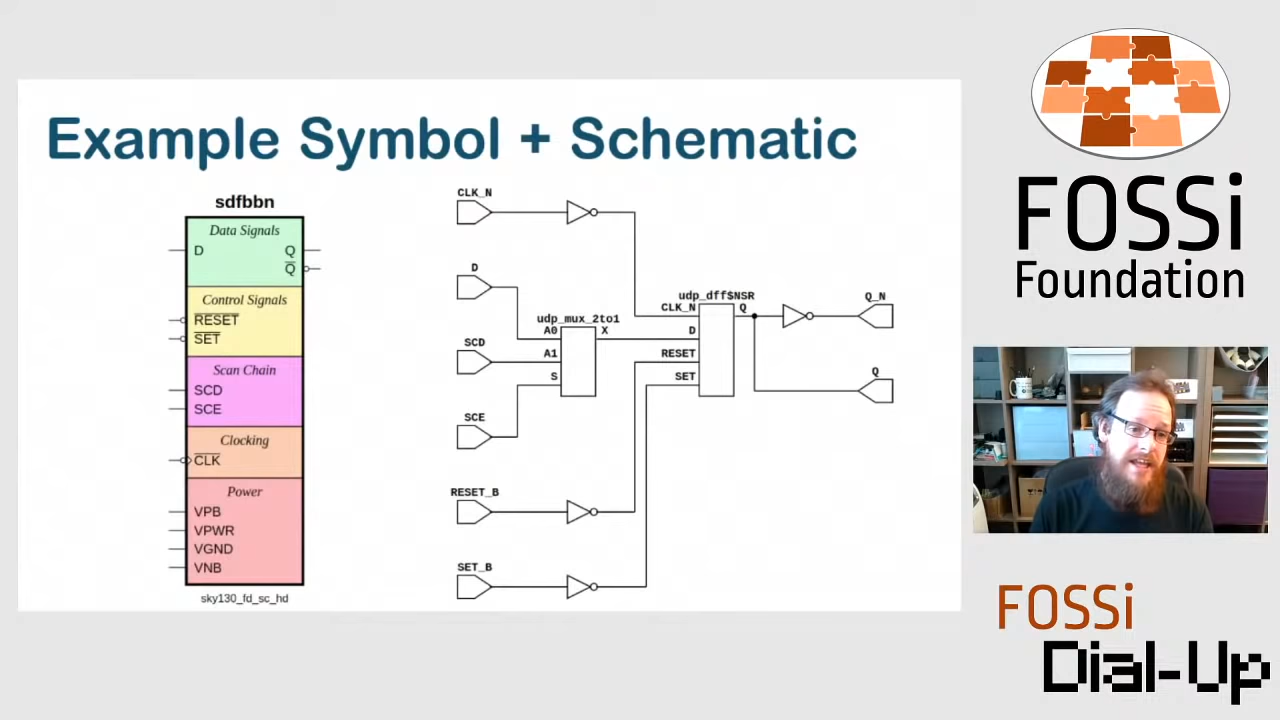 Example Symbol + Schematic
sdfbbn
Data Signals
D Q
Q
Control Signals
RESET
SET
Scan Chain
SCD
SCE
Clocking
CLK
Power
VPB
VPWR
VGND
VNB
sky130_fd_sc_hd
CLK_N
D
SCD
SCE
RESET_B
SET_B
udp_mux_2to1
A0 X
A1
S
udp_dff$NSR
CLK_N Q
D
RESET
SET
Q_N
Q
FOSSi
Foundation
FOSSi
Dial-Up